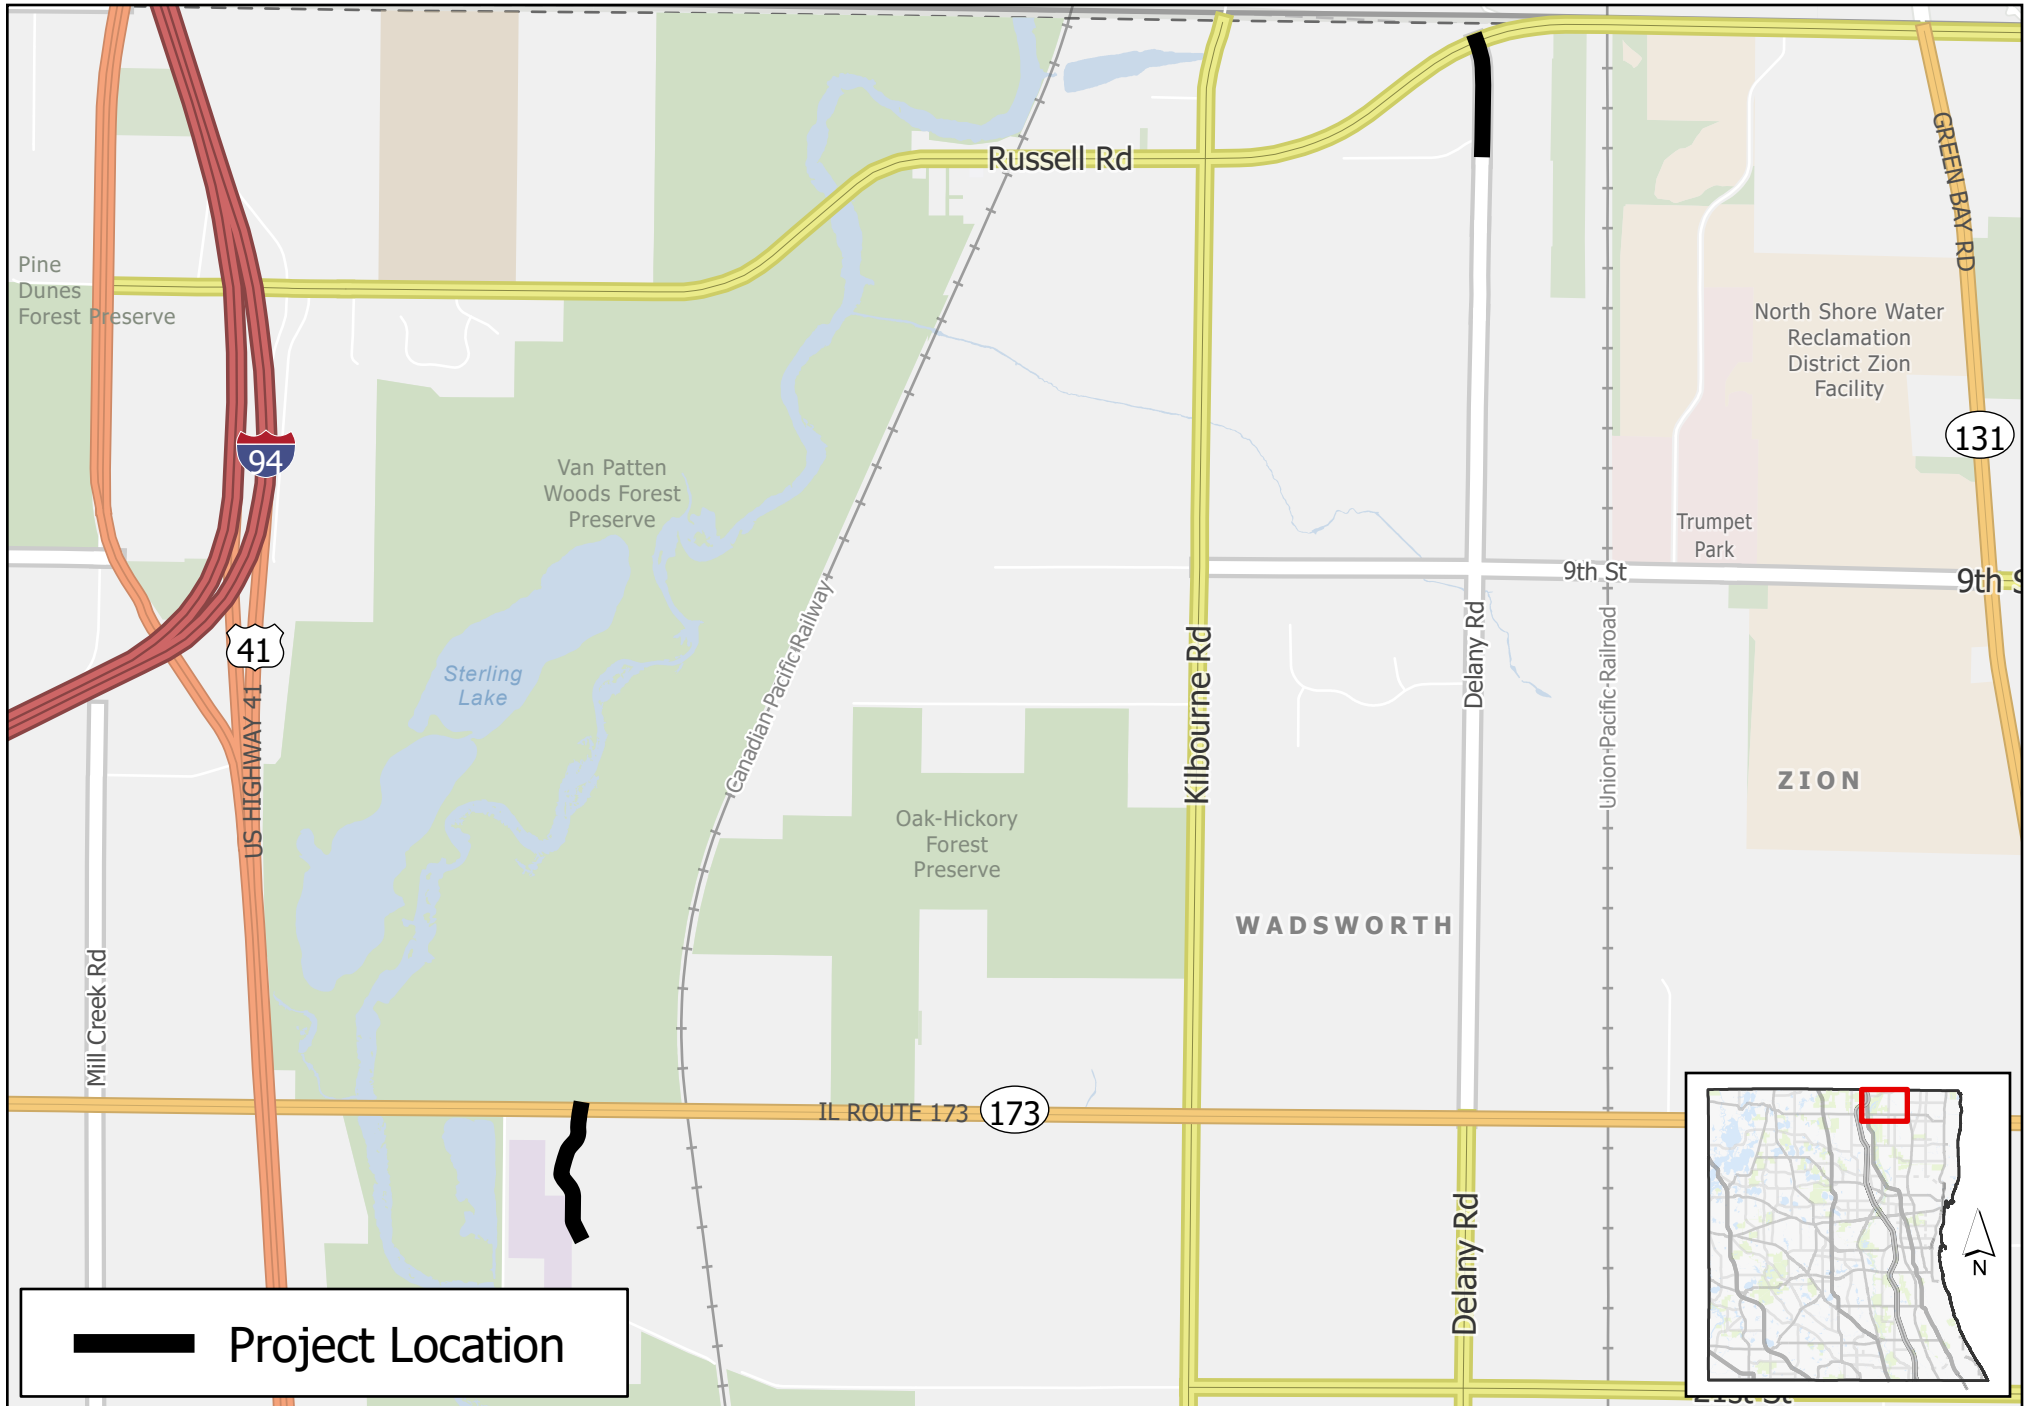 Russell Rd
GREEN BAY RD
Pine
Dunes
Forest Preserve
North Shore Water
Reclamation
District Zion
Facility
94
131
Van Patten
Woods Forest
Preserve
Trumpet
Park
9th St
9th S
41
US HIGHWAY 41
Sterling
Lake
Canadian Pacific Railway
Kilbourne Rd
Delany Rd
Union Pacific Railroad
ZION
Oak-Hickory
Forest
Preserve
WADSWORTH
Mill Creek Rd
IL ROUTE 173
173
Delany Rd
N
Project Location
21st St